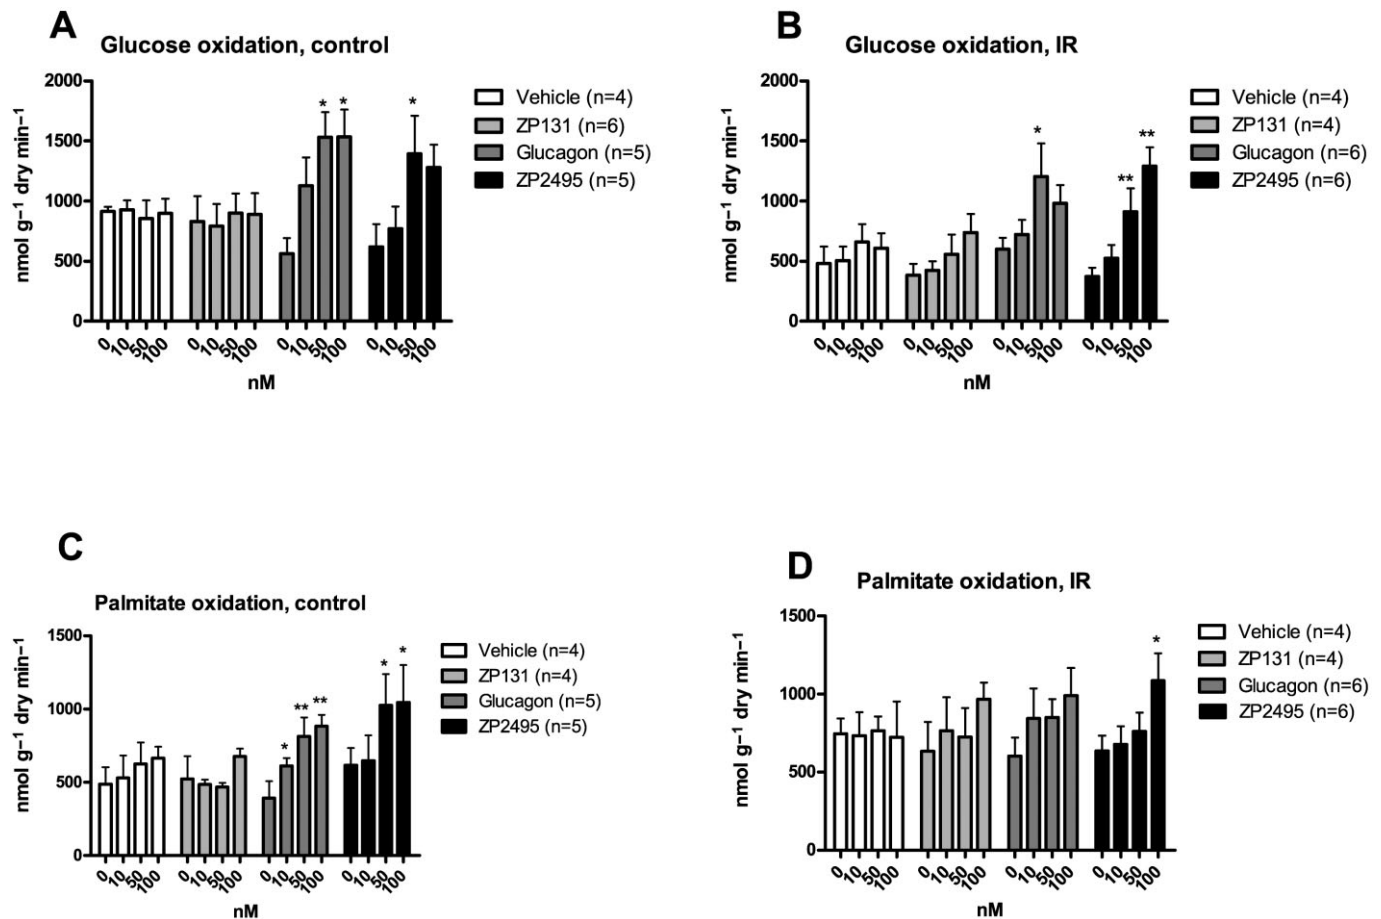 A
Glucose oxidation, control
2000
1500
1000
500
0
nmol g⁻¹ dry min⁻¹
* * *
0 10 50 100 0 10 50 100 0 10 50 100 0 10 50 100
nM
Vehicle (n=4)
ZP131 (n=6)
Glucagon (n=5)
ZP2495 (n=5)
B
Glucose oxidation, IR
2000
1500
1000
500
0
nmol g⁻¹ dry min⁻¹
* ** **
0 10 50 100 0 10 50 100 0 10 50 100 0 10 50 100
nM
Vehicle (n=4)
ZP131 (n=4)
Glucagon (n=6)
ZP2495 (n=6)
C
Palmitate oxidation, control
1500
1000
500
0
nmol g⁻¹ dry min⁻¹
* ** ** * *
0 10 50 100 0 10 50 100 0 10 50 100 0 10 50 100
nM
Vehicle (n=4)
ZP131 (n=4)
Glucagon (n=5)
ZP2495 (n=5)
D
Palmitate oxidation, IR
1500
1000
500
0
nmol g⁻¹ dry min⁻¹
*
0 10 50 100 0 10 50 100 0 10 50 100 0 10 50 100
nM
Vehicle (n=4)
ZP131 (n=4)
Glucagon (n=6)
ZP2495 (n=6)